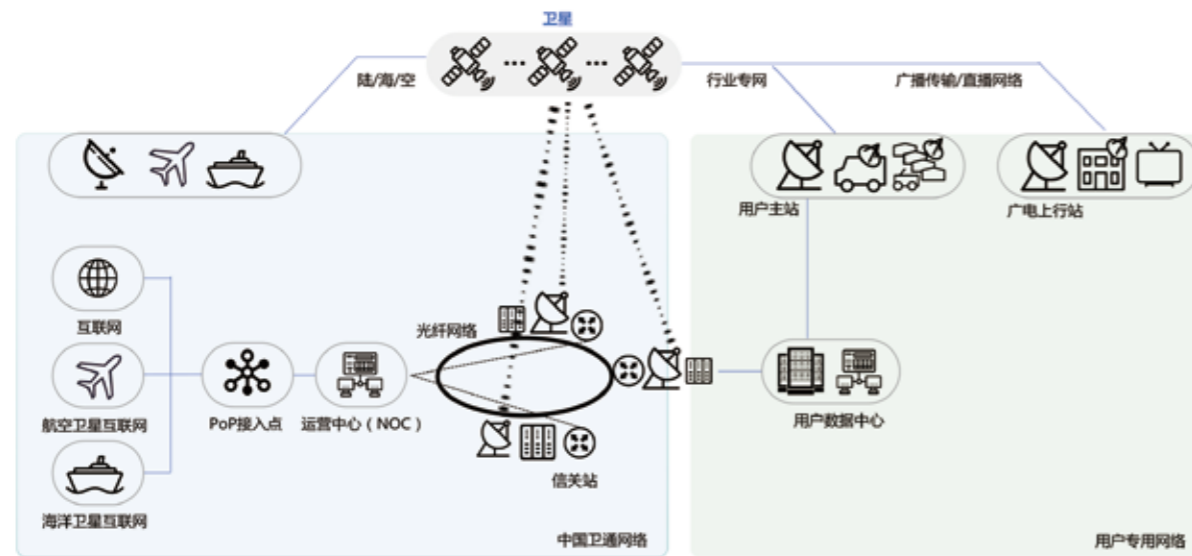 卫星
陆/海/空
行业专网
广播传输/直播网络
用户主站
广电上行站
互联网
光纤网络
航空卫星互联网
PoP接入点
运营中心（NOC）
用户数据中心
信关站
海洋卫星互联网
中国卫通网络
用户专用网络